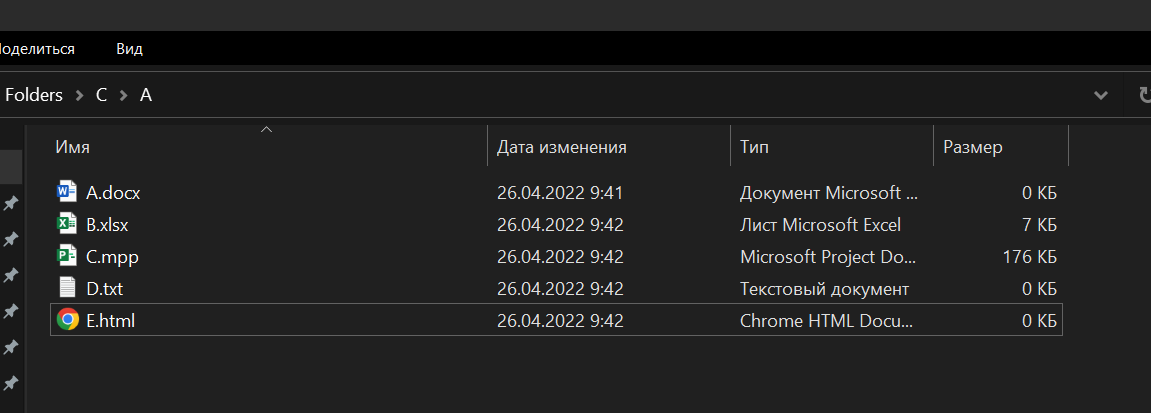 Поделиться Вид
Folders > C > A
Имя Дата изменения Тип Размер
A.docx 26.04.2022 9:41 Документ Microsoft ... 0 КБ
B.xlsx 26.04.2022 9:42 Лист Microsoft Excel 7 КБ
C.mpp 26.04.2022 9:42 Microsoft Project Do... 176 КБ
D.txt 26.04.2022 9:42 Текстовый документ 0 КБ
E.html 26.04.2022 9:42 Chrome HTML Docu... 0 КБ